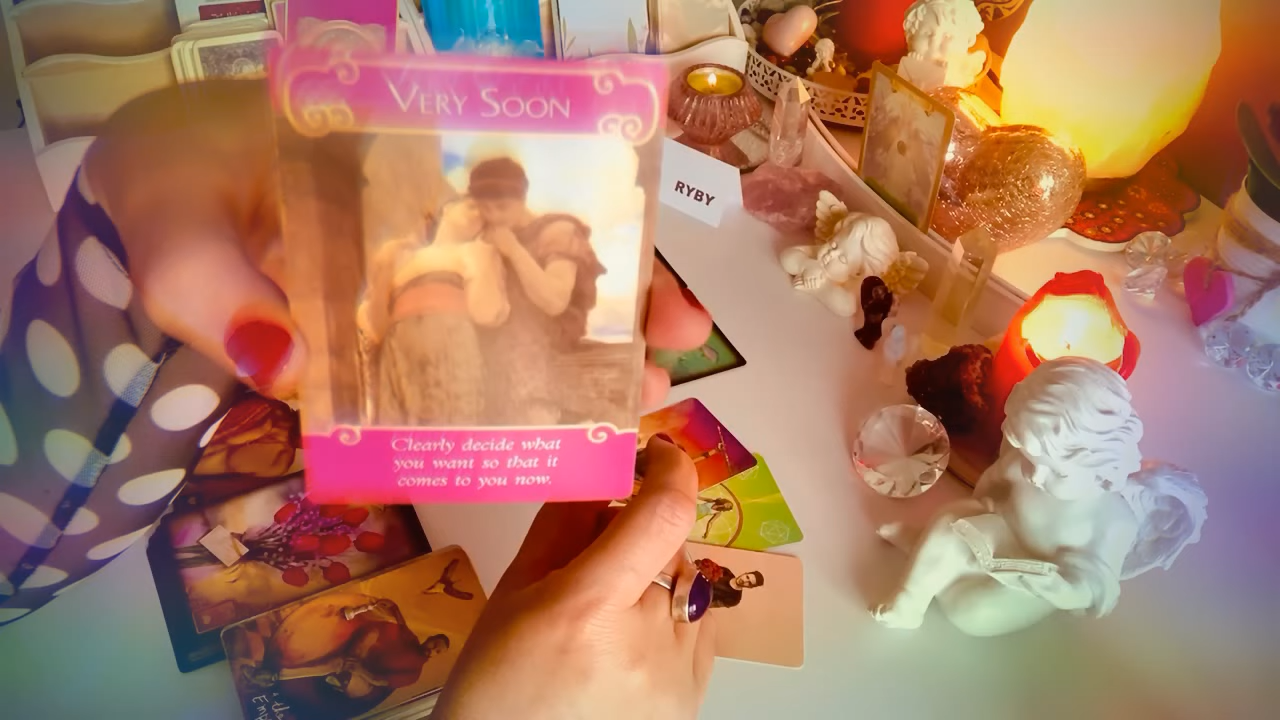 VERY SOON
RYBY
Clearly decide what
you want so that it
comes to you now.